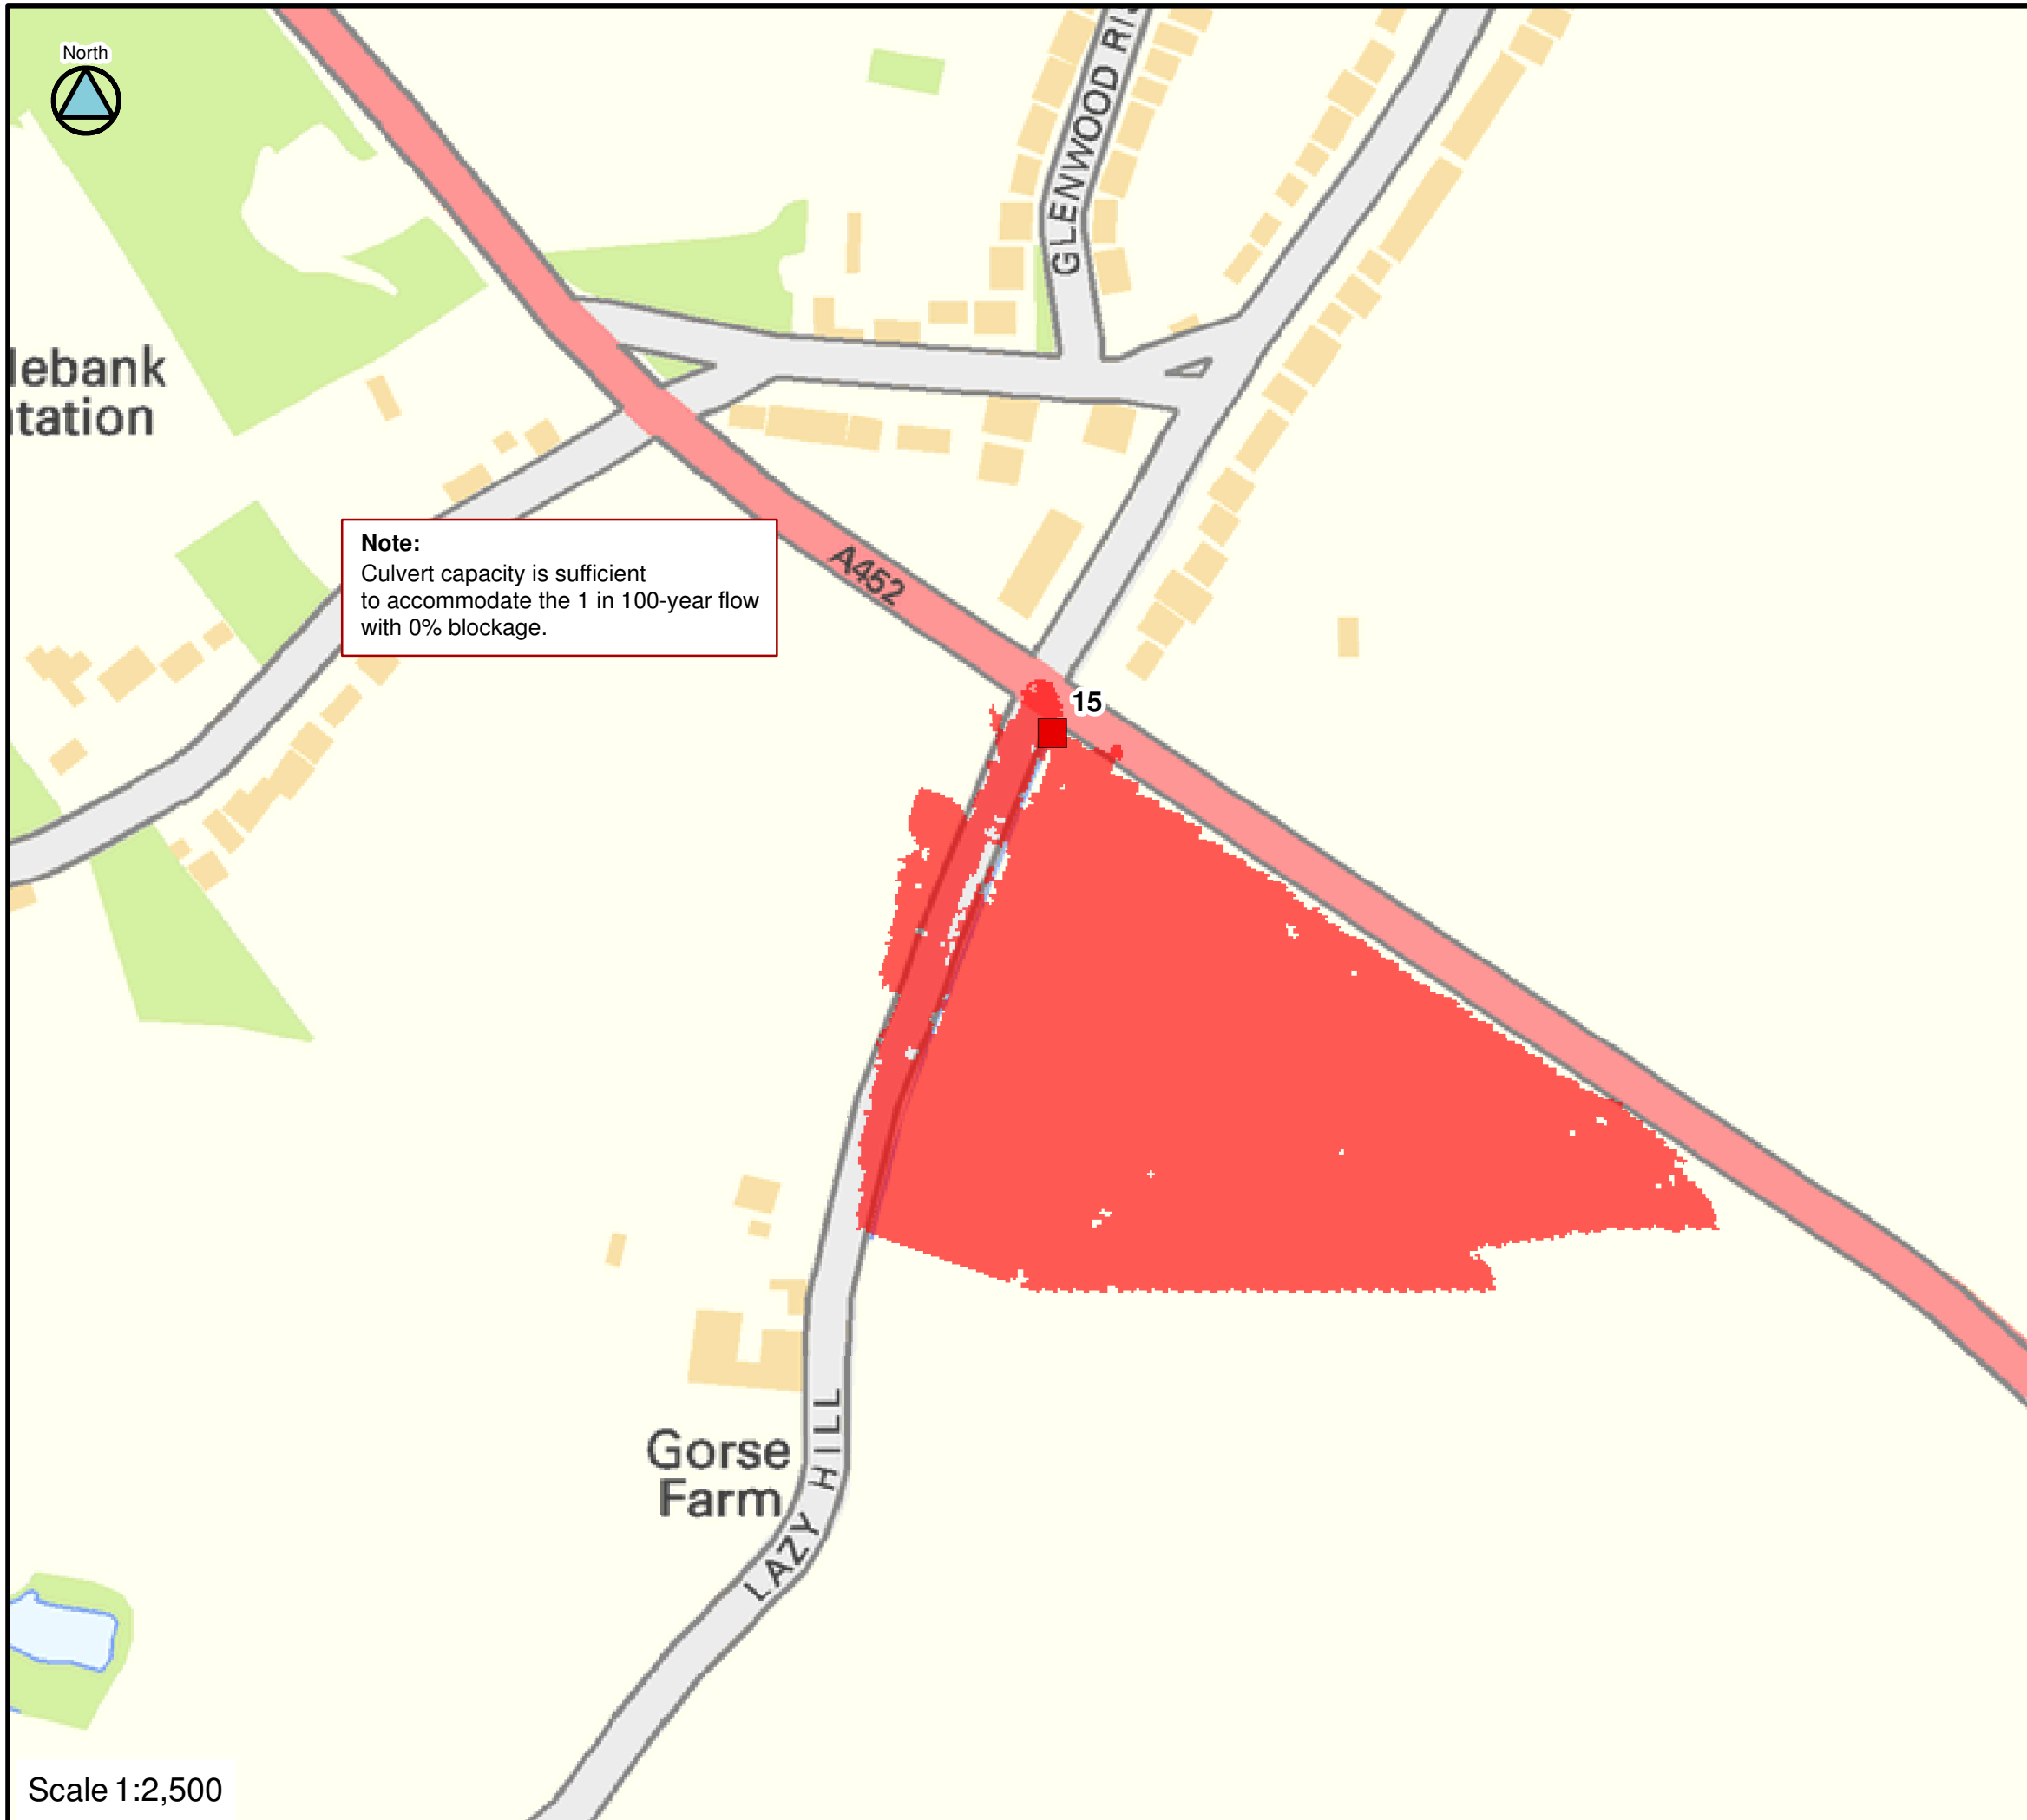 North
GLENWOOD RIS
lebank
tation
Note:
Culvert capacity is sufficient
to accommodate the 1 in 100-year flow
with 0% blockage.
A452
15
Gorse
Farm
LAZY HILL
Scale 1:2,500